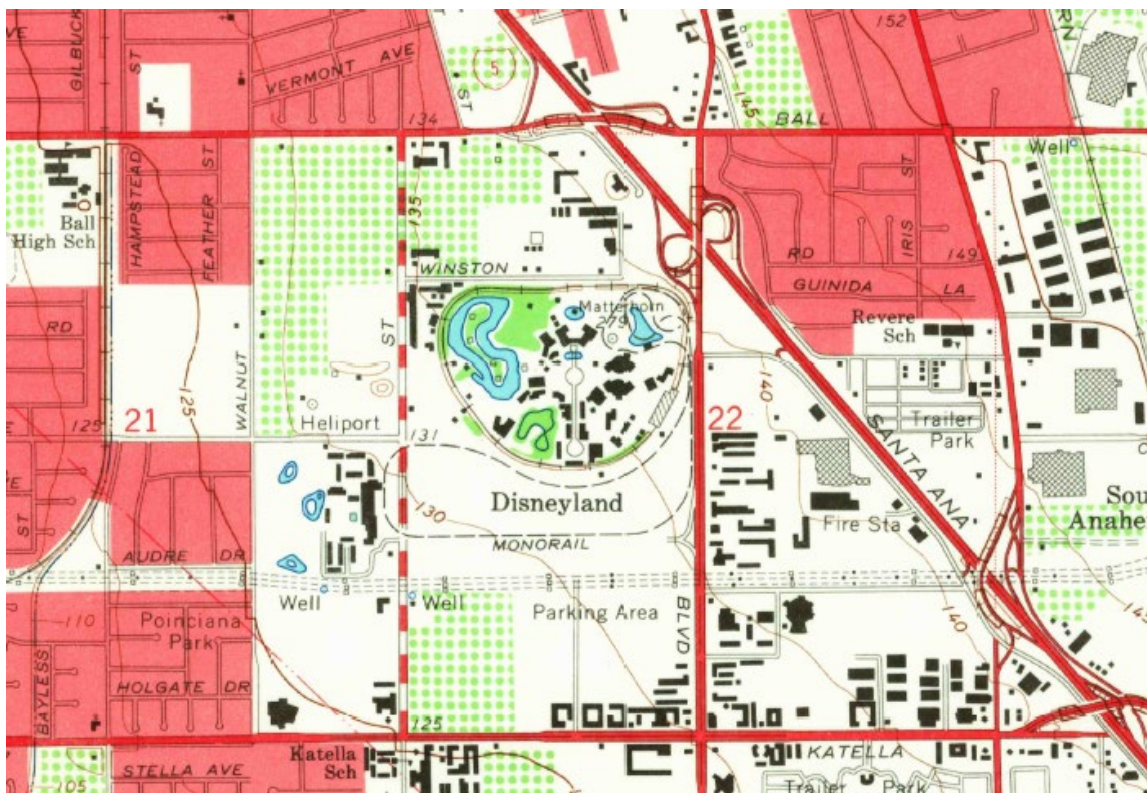 GILBUCK
ST
VERMONT AVE
ST
5
152
RN
134
BALL
145
Well
Ball
High Sch
HAMPSTEAD
FEATHER ST
135
WINSTON
RD
IRIS ST
149
GUINIDA LA
Matterhorn
279
Revere
Sch
RD
WALNUT
ST
125
140
125
21
Heliport
131
22
Trailer
Park
SANTA ANA
ST
Disneyland
130
MONORAIL
Fire Sta
Sou
Anahe
AUDRE DR
Well
Well
Parking Area
BLVD
110
Poinciana
Park
140
145
BAYLESS
HOLGATE DR
125
Katella
Sch
KATELLA
STELLA AVE
105
Trailer Park